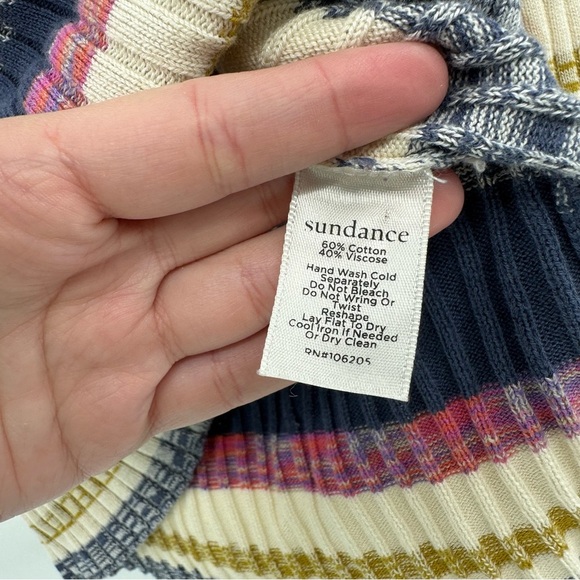 sundance
60% Cotton
40% Viscose
Hand Wash Cold
Separately
Do Not Bleach
Do Not Wring Or
Twist
Reshape
Lay Flat To Dry
Cool Iron if Needed
Or Dry Clean
RN#106205